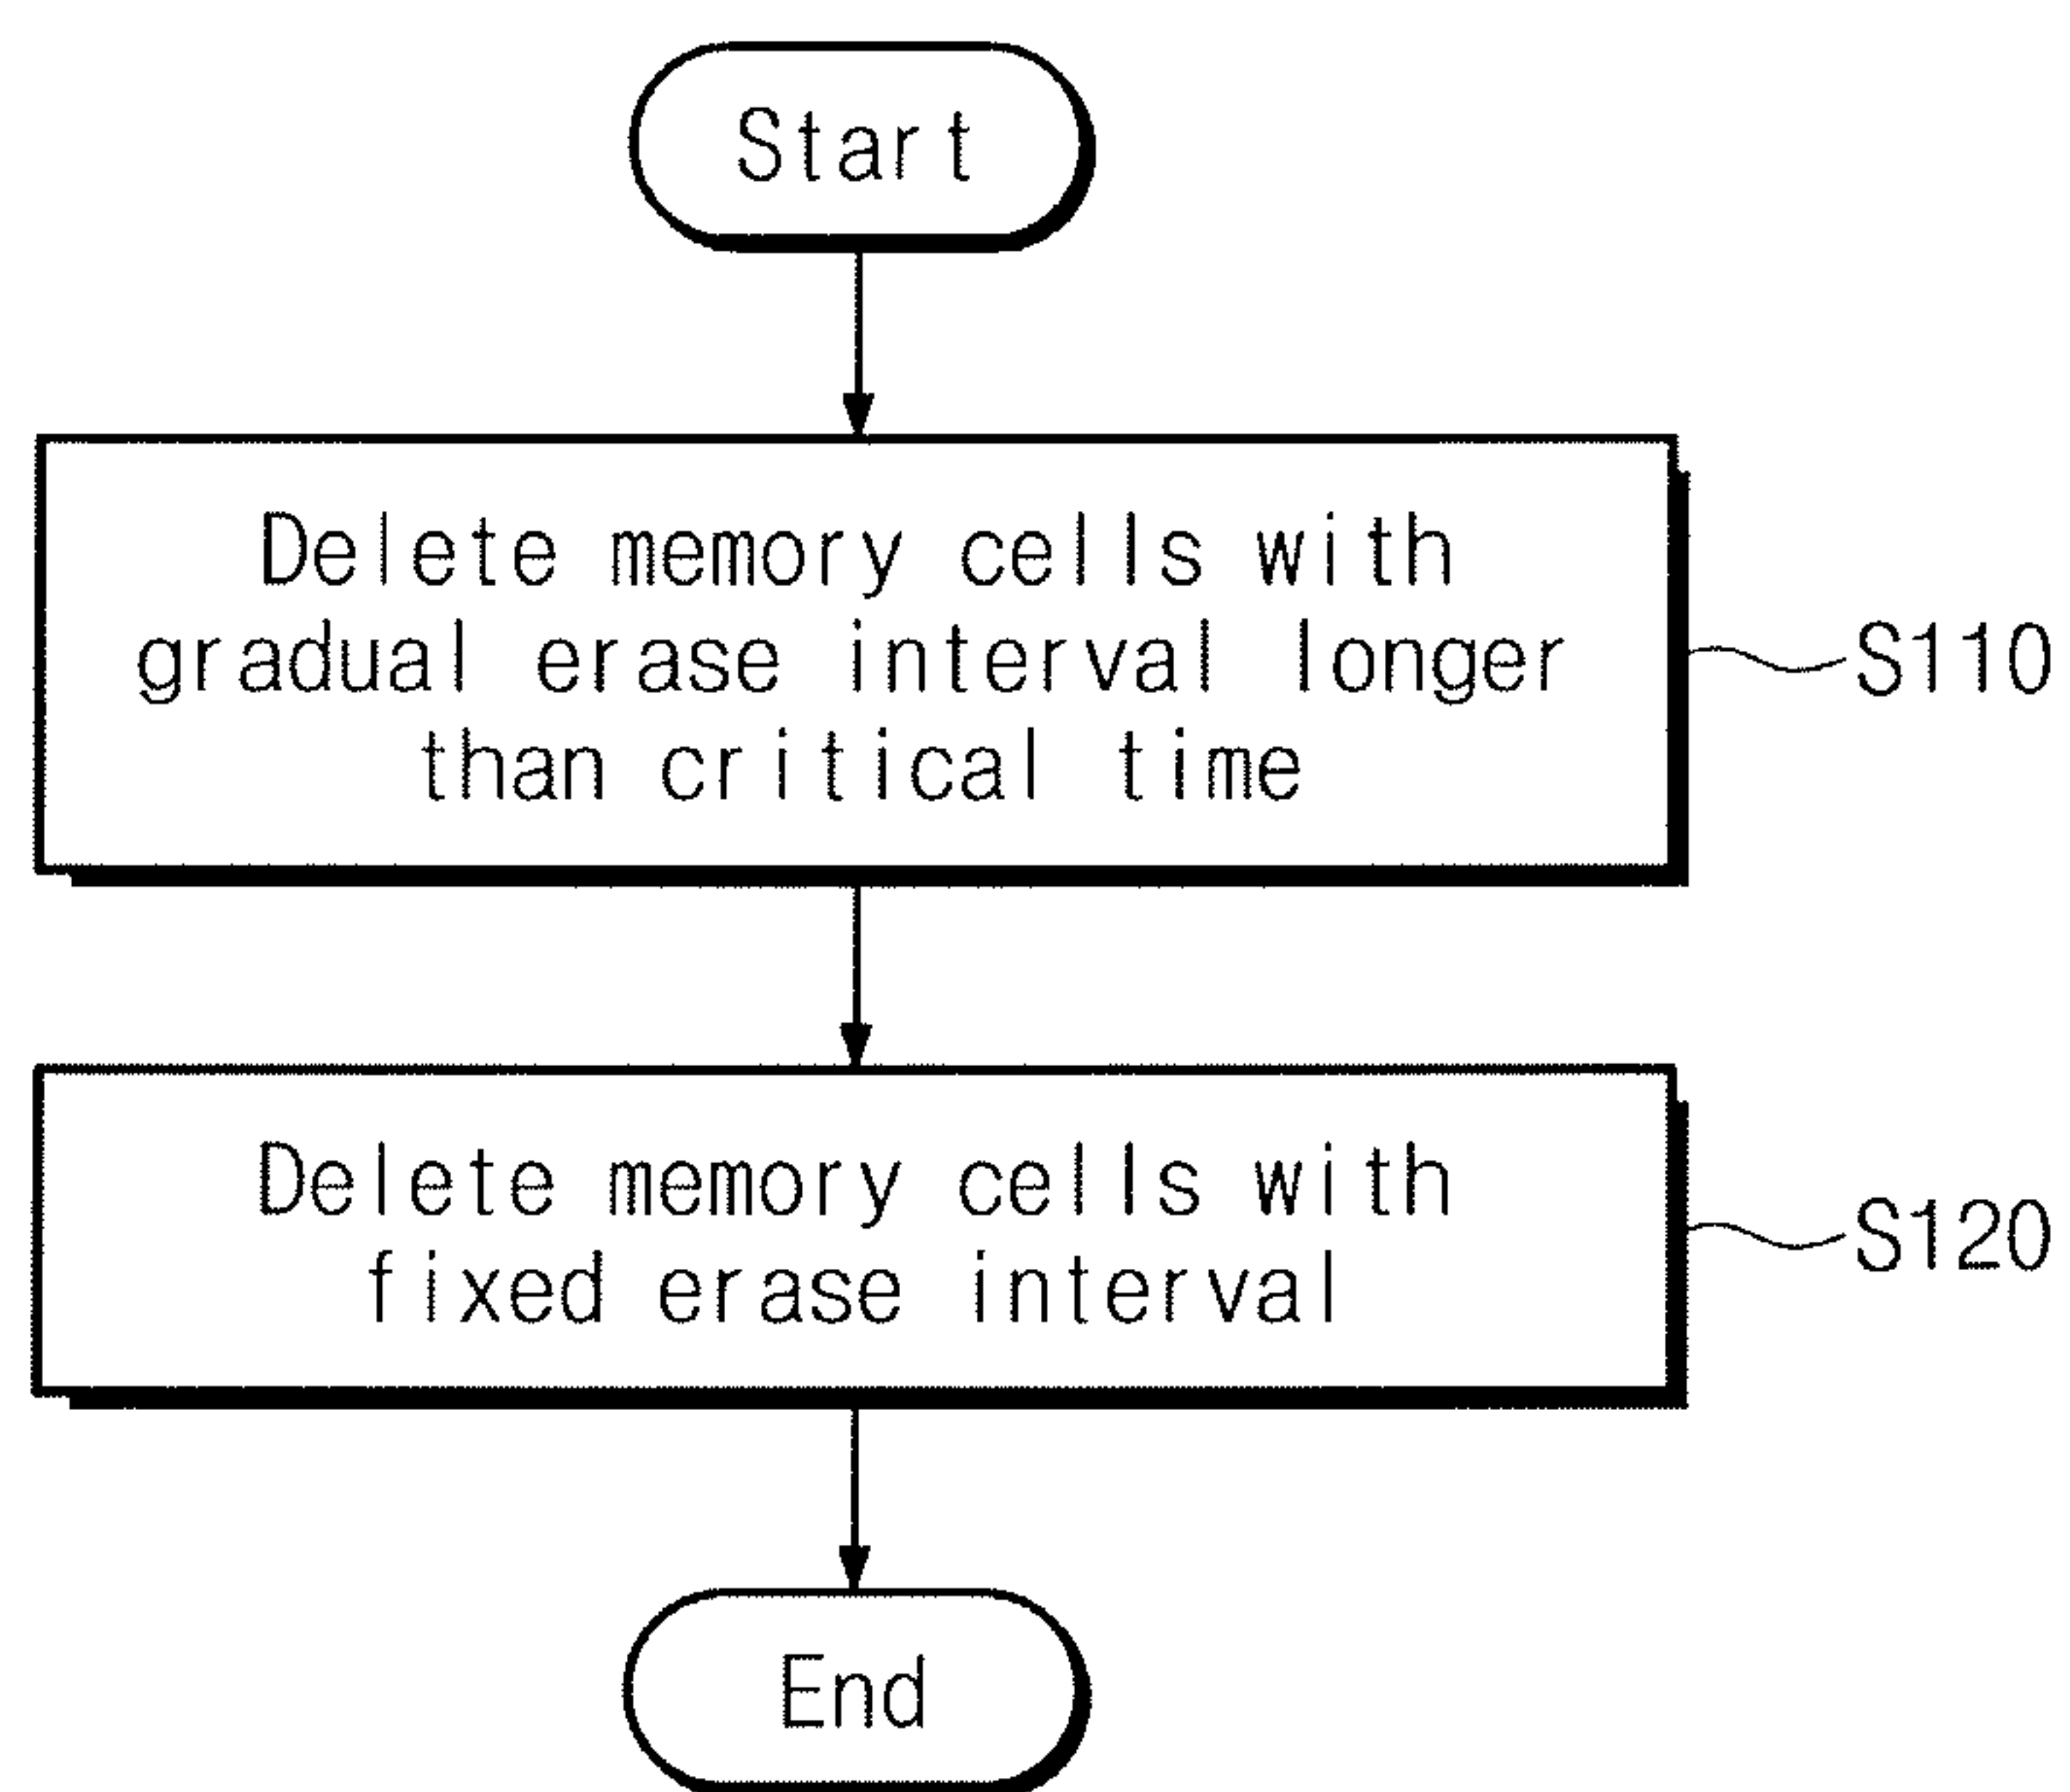 Start
Delete memory cells with
gradual erase interval longer
than critical time
S110
Delete memory cells with
fixed erase interval
S120
End